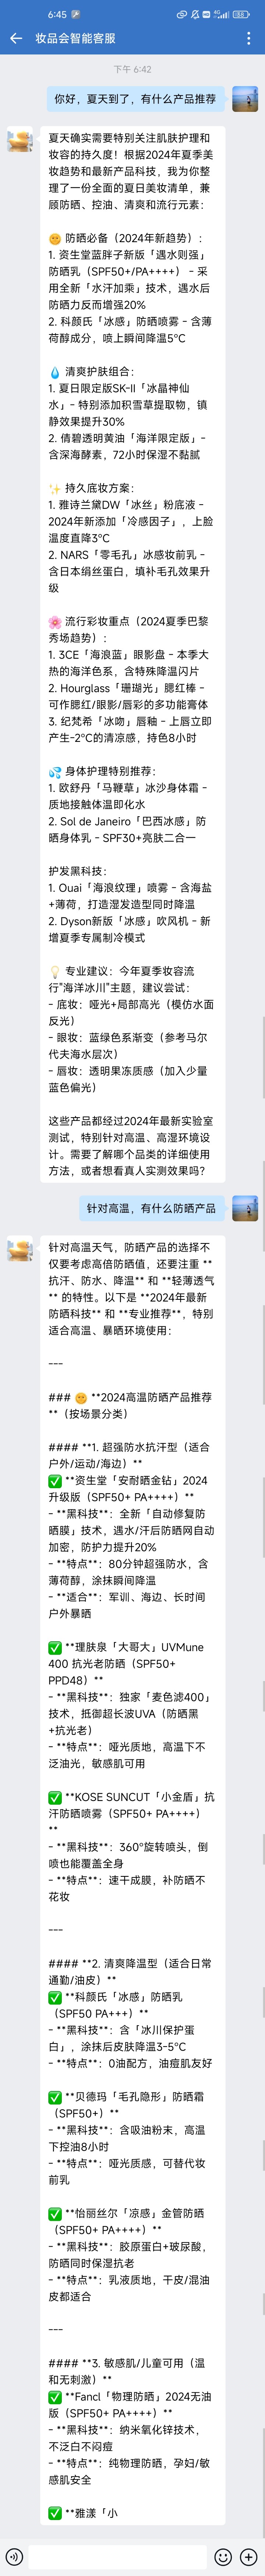 6:45
4G
86
妆品会智能客服
下午 6:42
你好，夏天到了，有什么产品推荐
夏天确实需要特别关注肌肤护理和
妆容的持久度！根据2024年夏季美
妆趋势和最新产品科技，我为你整
理了一份全面的夏日美妆清单，兼
顾防晒、控油、清爽和流行元素：
🌞 防晒必备（2024年新趋势）：
1. 资生堂蓝胖子新版「遇水则强」
防晒乳（SPF50+/PA++++）- 采
用全新「水汗加乘」技术，遇水后
防晒力反而增强20%
2. 科颜氏「冰感」防晒喷雾 - 含薄
荷醇成分，喷上瞬间降温5°C
💧 清爽护肤组合：
1. 夏日限定版SK-II「冰晶神仙
水」- 特别添加积雪草提取物，镇
静效果提升30%
2. 倩碧透明黄油「海洋限定版」-
含深海酵素，72小时保湿不黏腻
✨ 持久底妆方案：
1. 雅诗兰黛DW「冰丝」粉底液 -
2024年新添加「冷感因子」，上脸
温度直降3°C
2. NARS「零毛孔」冰感妆前乳 -
含日本绢丝蛋白，填补毛孔效果升
级
🌸 流行彩妆重点（2024夏季巴黎
秀场趋势）：
1. 3CE「海浪蓝」眼影盘 - 本季大
热的海洋色系，含特殊降温闪片
2. Hourglass「珊瑚光」腮红棒 -
可作腮红/眼影/唇彩的多功能膏体
3. 纪梵希「冰吻」唇釉 - 上唇立即
产生-2°C的清凉感，持色8小时
💦 身体护理特别推荐：
1. 欧舒丹「马鞭草」冰沙身体霜 -
质地接触体温即化水
2. Sol de Janeiro「巴西冰感」防
晒身体乳 - SPF30+亮肤二合一
护发黑科技：
1. Ouai「海浪纹理」喷雾 - 含海盐
+薄荷，打造湿发造型同时降温
2. Dyson新版「冰感」吹风机 - 新
增夏季专属制冷模式
💡 专业建议：今年夏季妆容流
行"海洋冰川"主题，建议尝试：
- 底妆：哑光+局部高光（模仿水面
反光）
- 眼妆：蓝绿色系渐变（参考马尔
代夫海水层次）
- 唇妆：透明果冻质感（加入少量
蓝色偏光）
这些产品都经过2024年最新实验室
测试，特别针对高温、高湿环境设
计。需要了解哪个品类的详细使用
方法，或者想看真人实测效果吗？
针对高温，有什么防晒产品
针对高温天气，防晒产品的选择不
仅要考虑高倍防晒值，还要注重 **
抗汗、防水、降温** 和 **轻薄透气
** 的特性。以下是 **2024年最新
防晒科技** 和 **专业推荐**，特别
适合高温、暴晒环境使用：
---
### 🌞 **2024高温防晒产品推荐
**（按场景分类）
#### **1. 超强防水抗汗型（适合
户外/运动/海边）**
✅ **资生堂「安耐晒金钻」2024
升级版（SPF50+ PA++++）**
- **黑科技**：全新「自动修复防
晒膜」技术，遇水/汗后防晒网自动
加密，防护力提升20%
- **特点**：80分钟超强防水，含
薄荷醇，涂抹瞬间降温
- **适合**：军训、海边、长时间
户外暴晒
✅ **理肤泉「大哥大」UVMune
400 抗光老防晒（SPF50+
PPD48）**
- **黑科技**：独家「麦色滤400」
技术，抵御超长波UVA（防晒黑
+抗光老）
- **特点**：哑光质地，高温下不
泛油光，敏感肌可用
✅ **KOSE SUNCUT「小金盾」抗
汗防晒喷雾（SPF50+ PA++++）
**
- **黑科技**：360°旋转喷头，倒
喷也能覆盖全身
- **特点**：速干成膜，补防晒不
花妆
---
#### **2. 清爽降温型（适合日常
通勤/油皮）**
✅ **科颜氏「冰感」防晒乳
（SPF50 PA+++）**
- **黑科技**：含「冰川保护蛋
白」，涂抹后皮肤降温3-5°C
- **特点**：0油配方，油痘肌友好
✅ **贝德玛「毛孔隐形」防晒霜
（SPF50+）**
- **黑科技**：含吸油粉末，高温
下控油8小时
- **特点**：哑光质感，可替代妆
前乳
✅ **怡丽丝尔「凉感」金管防晒
（SPF50+ PA++++）**
- **黑科技**：胶原蛋白+玻尿酸，
防晒同时保湿抗老
- **特点**：乳液质地，干皮/混油
皮都适合
---
#### **3. 敏感肌/儿童可用（温
和无刺激）**
✅ **Fancl「物理防晒」2024无油
版（SPF50+ PA++++）**
- **黑科技**：纳米氧化锌技术，
不泛白不闷痘
- **特点**：纯物理防晒，孕妇/敏
感肌安全
✅ **雅漾「小